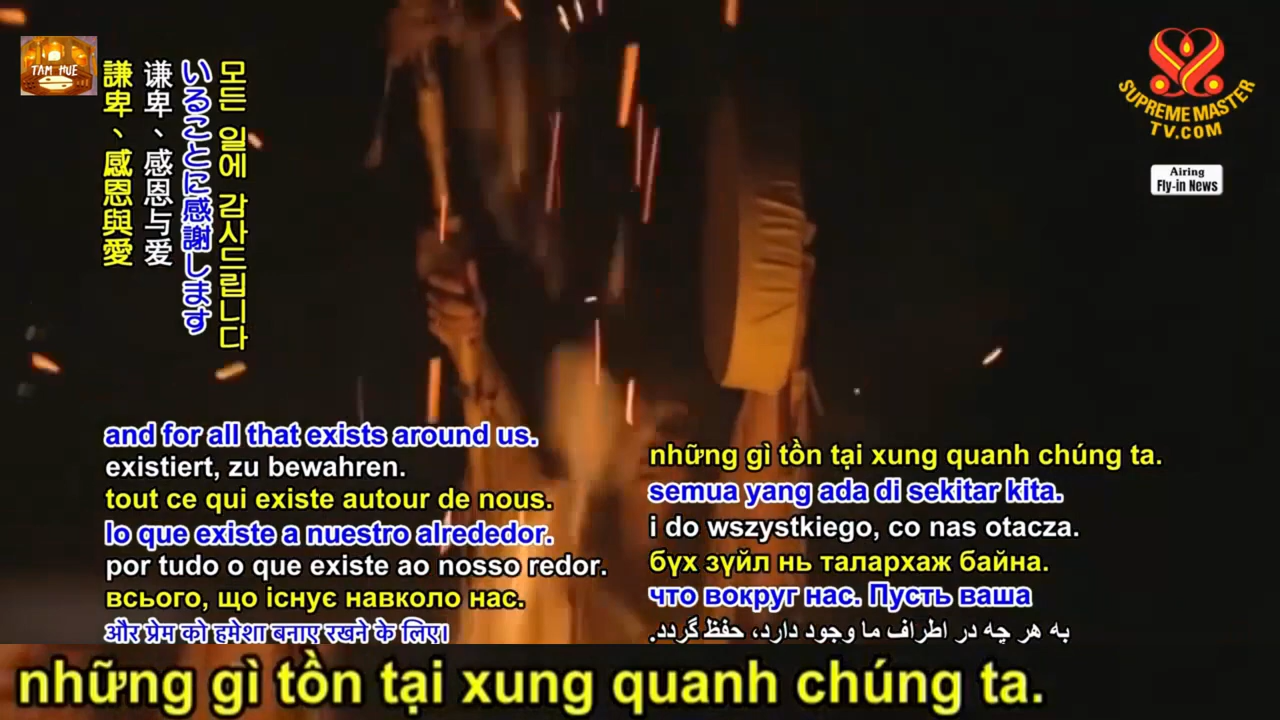 TAM HUE
SUPREME MASTER
TV.COM
Airing
Fly-in News
모든 일에 감사드립니다
いることに感謝します
谦卑、感恩与爱
謙卑、感恩與愛
and for all that exists around us.
existiert, zu bewahren.
tout ce qui existe autour de nous.
lo que existe a nuestro alrededor.
por tudo o que existe ao nosso redor.
всього, що існує навколо нас.
और प्रेम को हमेशा बनाए रखने के लिए।
những gì tồn tại xung quanh chúng ta.
semua yang ada di sekitar kita.
i do wszystkiego, co nas otacza.
бүх зүйл нь талархаж байна.
что вокруг нас. Пусть ваша
به هر چه در اطراف ما وجود دارد، حفظ گردد.
những gì tồn tại xung quanh chúng ta.